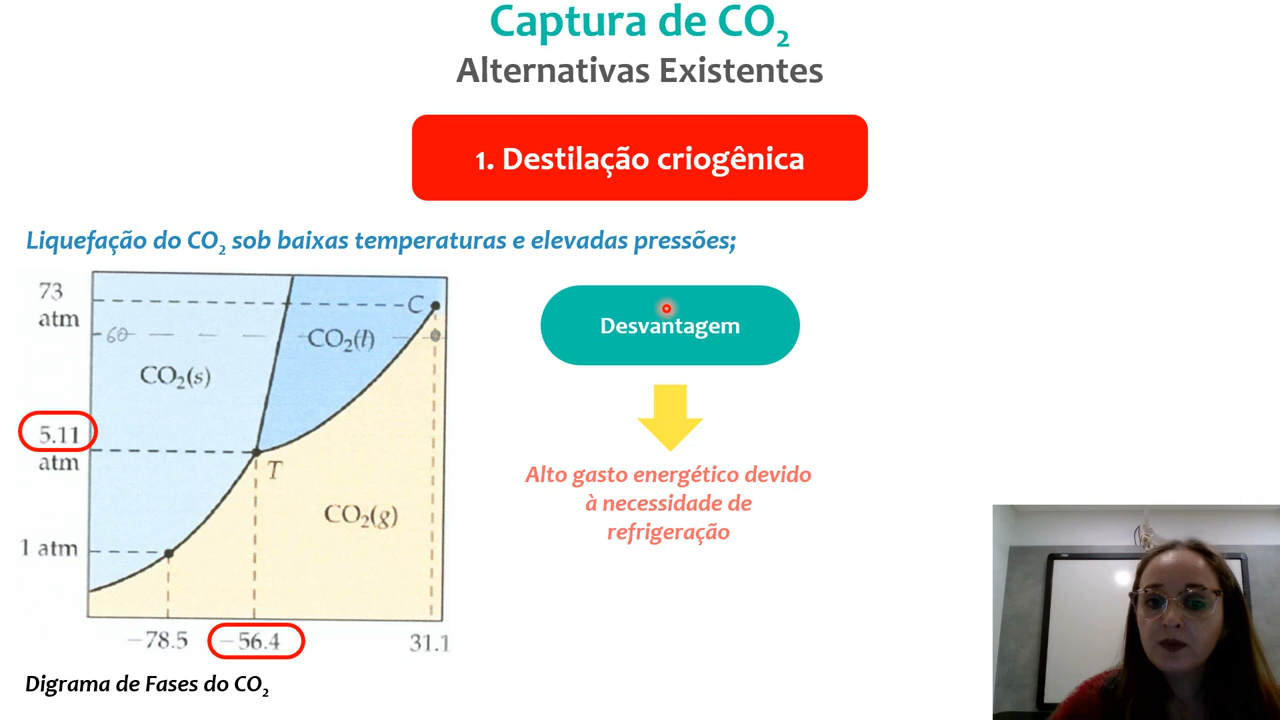 Captura de CO₂
Alternativas Existentes
1. Destilação criogênica
Liquefação do CO₂ sob baixas temperaturas e elevadas pressões;
73
atm
60
C
CO₂(l)
CO₂(s)
5.11
atm
T
CO₂(g)
1 atm
−78.5
−56.4
31.1
Digrama de Fases do CO₂
Desvantagem
Alto gasto energético devido
à necessidade de
refrigeração